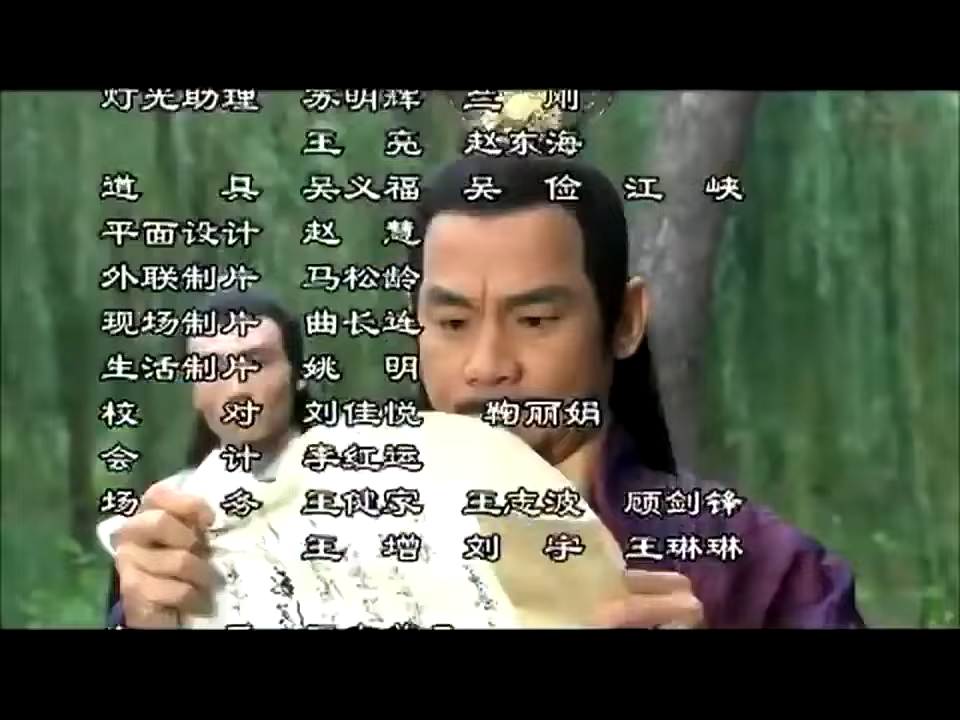 灯光助理 苏明辉 兰刚
王亮 赵东海
道具 吴义福 吴俭 江峡
平面设计 赵慧
外联制片 马松龄
现场制片 曲长连
生活制片 姚明
校对 刘佳悦 鞠丽娟
会计 李红运
场务 王健家 王志波 顾剑锋
王增 刘宇 王琳琳